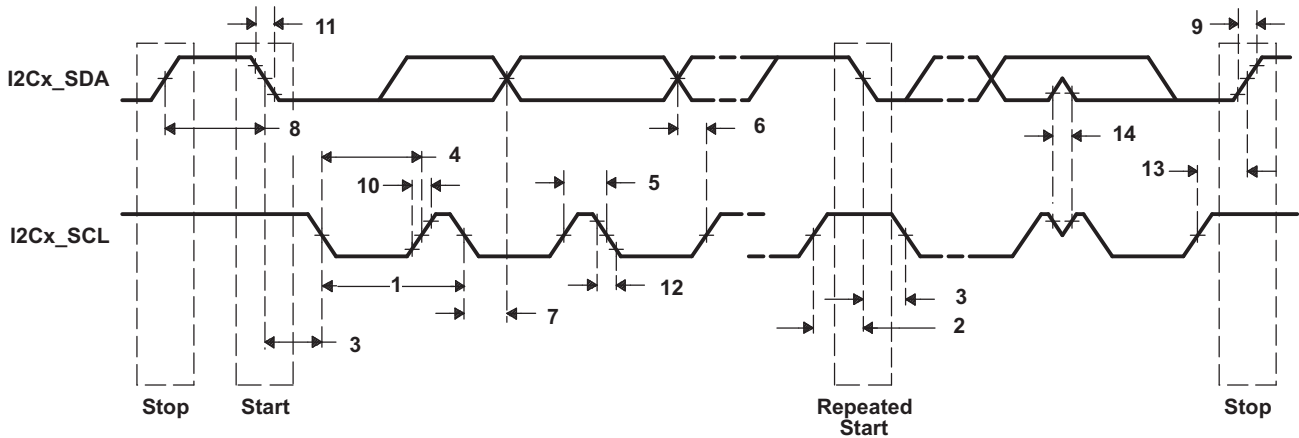 11
9
I2Cx_SDA
8
6
14
4
13
10
5
I2Cx_SCL
1
12
3
7
2
3
Stop
Start
Repeated
Start
Stop